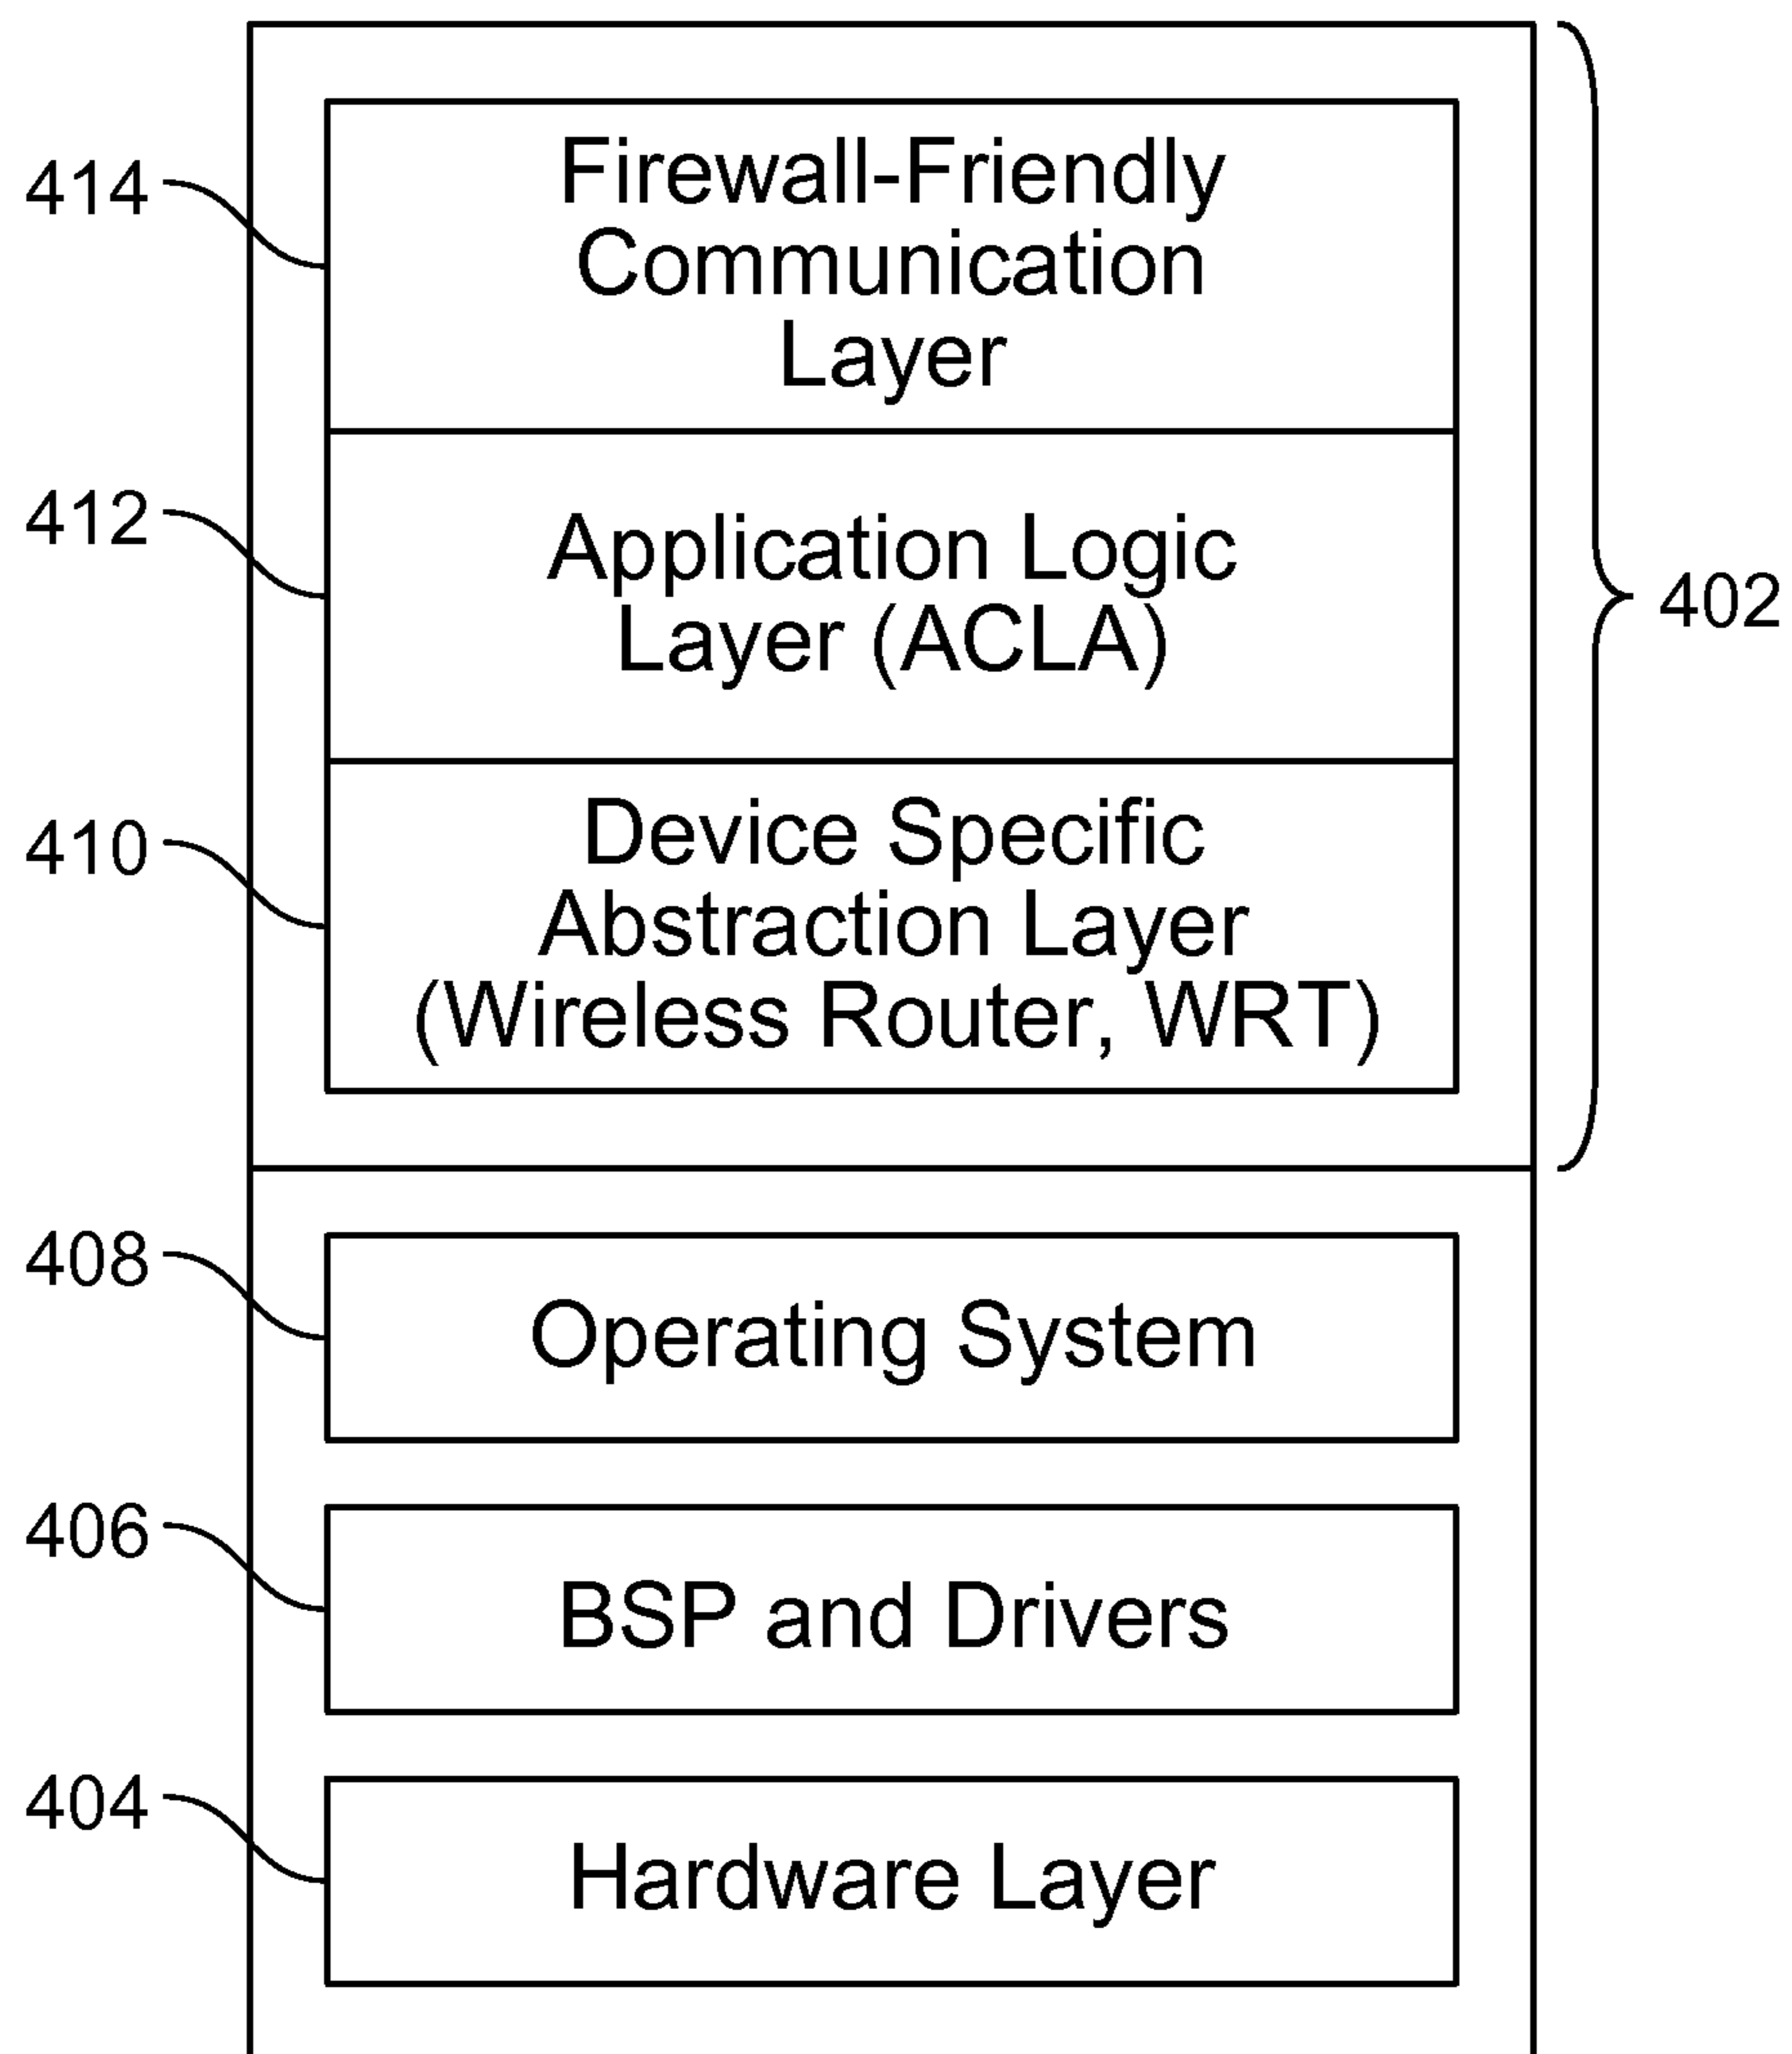 414
Firewall-Friendly
Communication
Layer
412
Application Logic
Layer (ACLA)
402
410
Device Specific
Abstraction Layer
(Wireless Router, WRT)
408
Operating System
406
BSP and Drivers
404
Hardware Layer